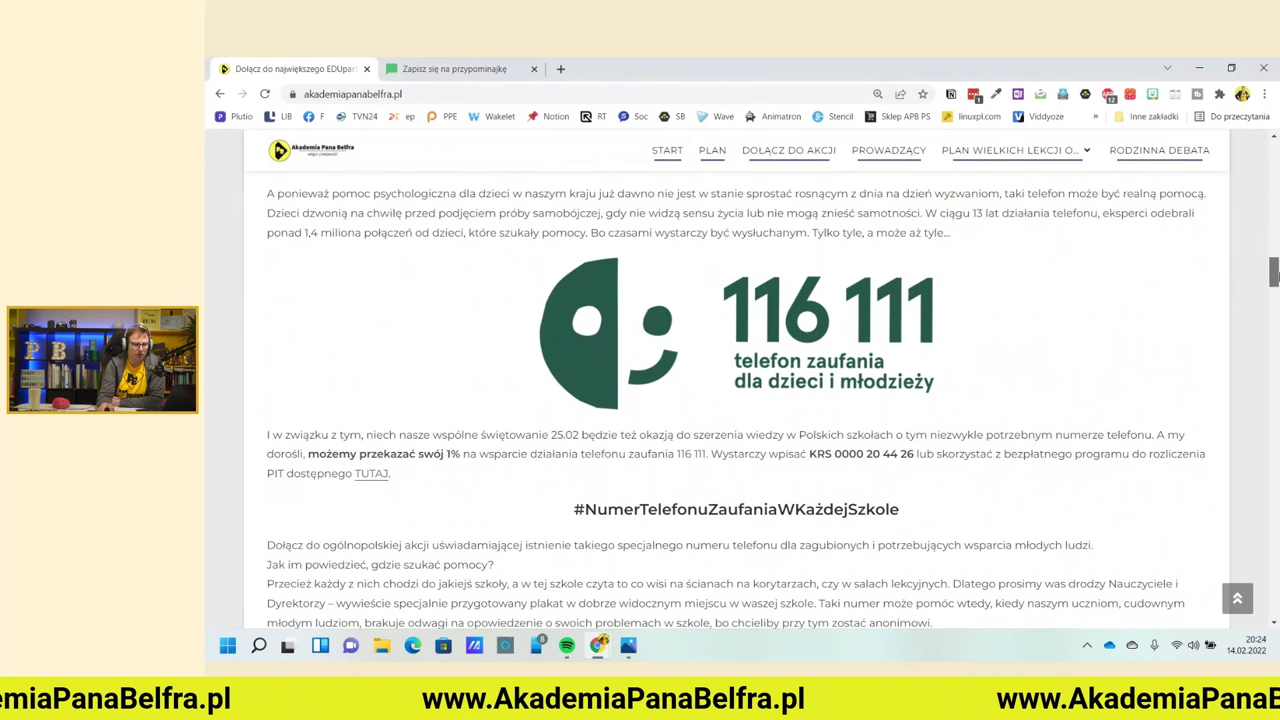 Dołącz do największego EDUpar
Zapisz się na przypominajkę
akademiapanabelfra.pl
Plutio LIB F TVN24 ep PPE Wakelet Notion RT Soc SB Wave Animatron Stencil Sklep APB PS linuxpl.com Viddyoze » Inne zakładki Do przeczytania
Akademia Pana Belfra
START PLAN DOŁĄCZ DO AKCJI PROWADZĄCY PLAN WIELKICH LEKCJI O... RODZINNA DEBATA
A ponieważ pomoc psychologiczna dla dzieci w naszym kraju już dawno nie jest w stanie sprostać rosnącym z dnia na dzień wyzwaniom, taki telefon może być realną pomocą.
Dzieci dzwonią na chwilę przed podjęciem próby samobójczej, gdy nie widzą sensu życia lub nie mogą znieść samotności. W ciągu 13 lat działania telefonu, eksperci odebrali
ponad 1,4 miliona połączeń od dzieci, które szukały pomocy. Bo czasami wystarczy być wysłuchanym. Tylko tyle, a może aż tyle...
116 111
telefon zaufania
dla dzieci i młodzieży
I w związku z tym, niech nasze wspólne świętowanie 25.02 będzie też okazją do szerzenia wiedzy w Polskich szkołach o tym niezwykle potrzebnym numerze telefonu. A my
dorośli, możemy przekazać swój 1% na wsparcie działania telefonu zaufania 116 111. Wystarczy wpisać KRS 0000 20 44 26 lub skorzystać z bezpłatnego programu do rozliczenia
PIT dostępnego TUTAJ.
#NumerTelefonuZaufaniaWKażdejSzkole
Dołącz do ogólnopolskiej akcji uświadamiającej istnienie takiego specjalnego numeru telefonu dla zagubionych i potrzebujących wsparcia młodych ludzi.
Jak im powiedzieć, gdzie szukać pomocy?
Przecież każdy z nich chodzi do jakiejś szkoły, a w tej szkole czyta to co wisi na ścianach na korytarzach, czy w salach lekcyjnych. Dlatego prosimy was drodzy Nauczyciele i
Dyrektorzy – wywieście specjalnie przygotowany plakat w dobrze widocznym miejscu w waszej szkole. Taki numer może pomóc wtedy, kiedy naszym uczniom, cudownym
młodym ludziom, brakuje odwagi na opowiedzenie o swoich problemach w szkole, bo chcieliby przy tym zostać anonimowi.
20:24
14.02.2022
emiaPanaBelfra.pl www.AkademiaPanaBelfra.pl www.AkademiaPanaB